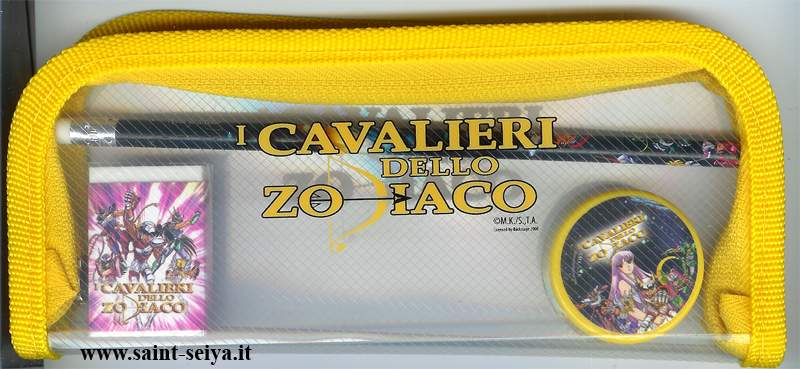 I CAVALIERI
DELLO
ZODIACO
©M.K./S.,T.A.
CAVALIERI
DELLO
ZODIACO
I CAVALIERI
DELLO
ZODIACO
www.saint-seiya.it